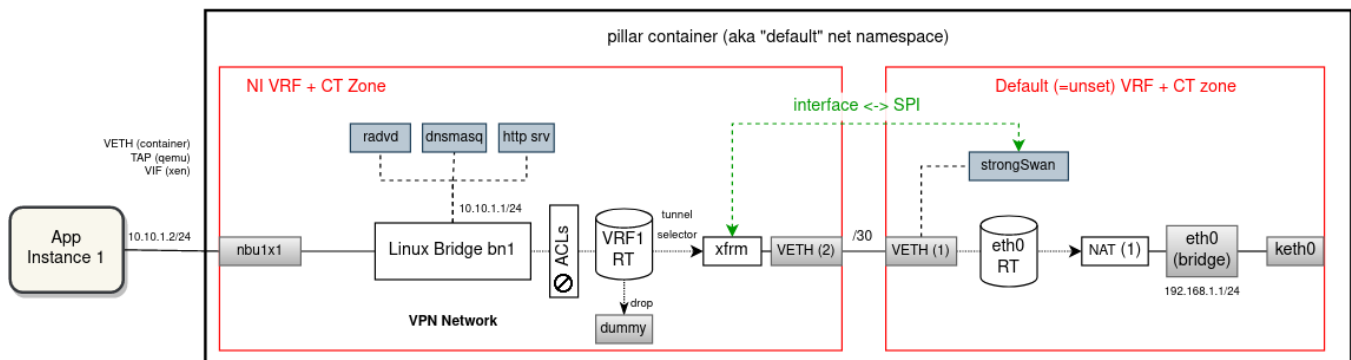 pillar container (aka "default" net namespace)
NI VRF + CT Zone
Default (=unset) VRF + CT zone
interface <-> SPI
radvd
dnsmasq
http srv
VETH (container)
TAP (qemu)
VIF (xen)
strongSwan
10.10.1.1/24
App
Instance 1
10.10.1.2/24
nbu1x1
Linux Bridge bn1
ACLs
VRF1
RT
tunnel
selector
xfrm
VETH (2)
/30
VETH (1)
eth0
RT
NAT (1)
eth0
(bridge)
keth0
192.168.1.1/24
drop
VPN Network
dummy